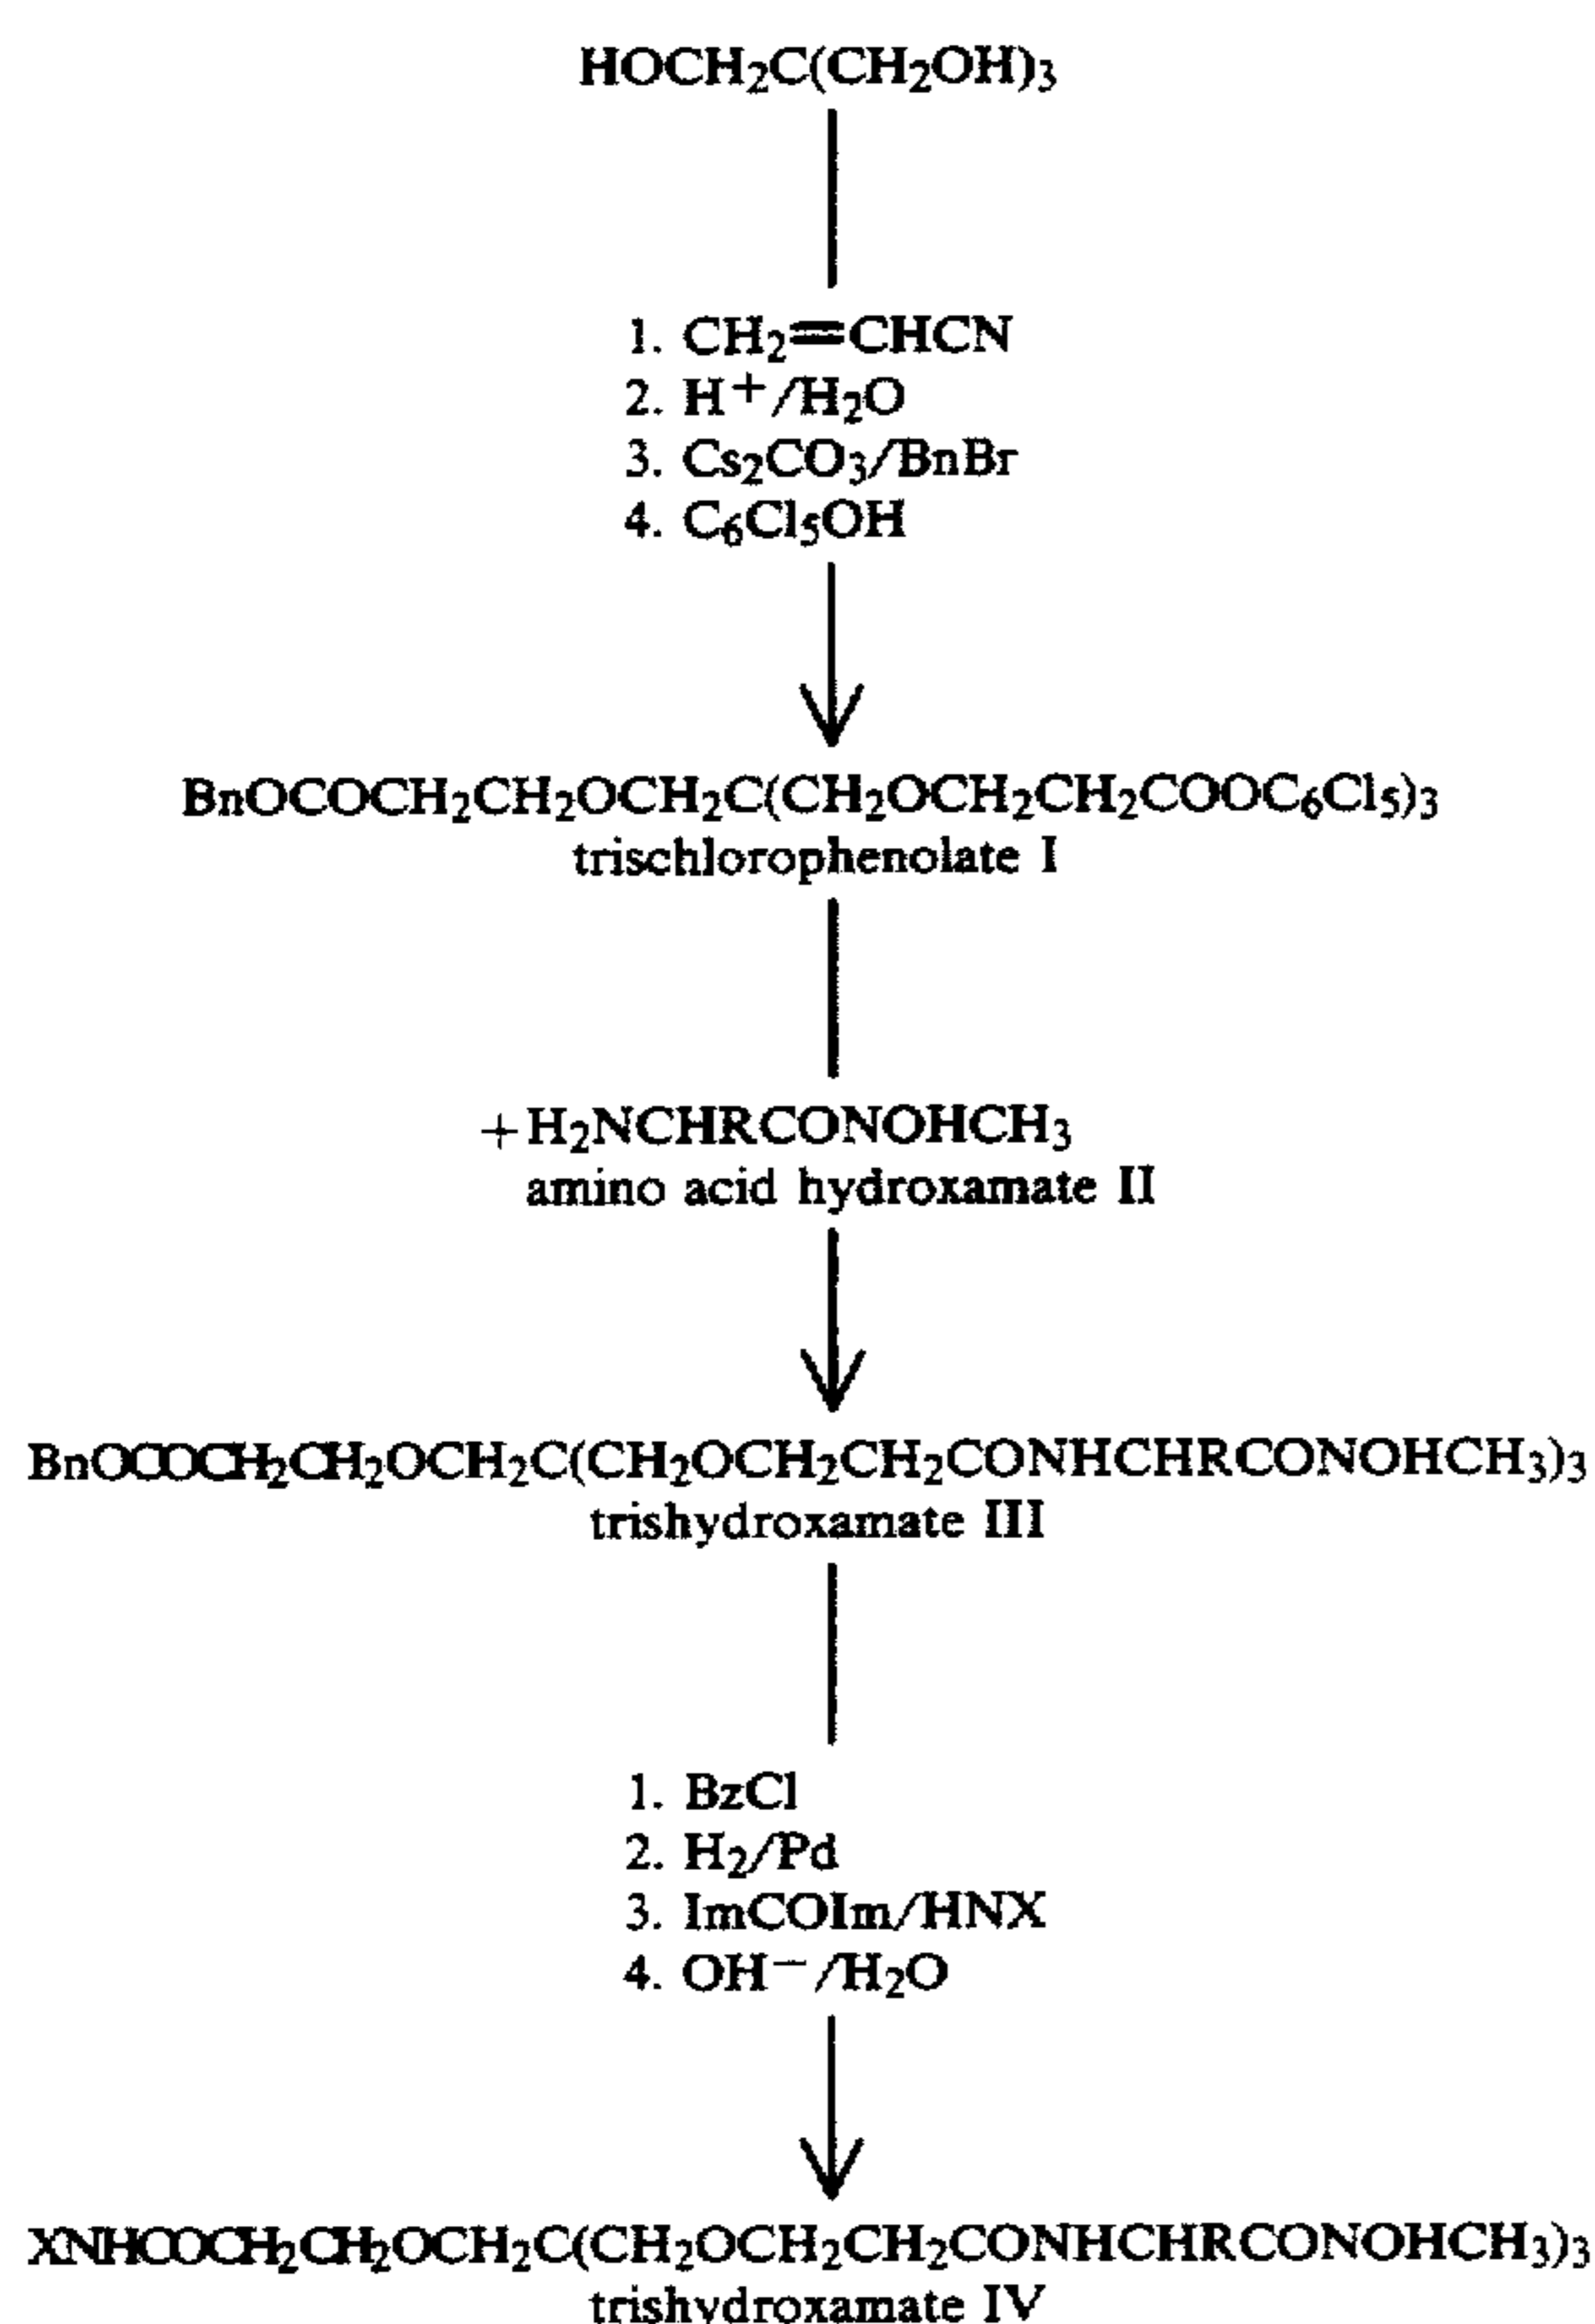 HOCH₂C(CH₂OH)₃
1. CH₂=CHCN
2. H⁺/H₂O
3. Cs₂CO₃/BnBr
4. C₆Cl₅OH
BnOCOCH₂CH₂OCH₂C(CH₂OCH₂CH₂COOC₆Cl₅)₃
trischlorophenolate I
+H₂NCHRCONOHCH₃
amino acid hydroxamate II
BnOCOCH₂CH₂OCH₂C(CH₂OCH₂CH₂CONHCHRCONOHCH₃)₃
trishydroxamate III
1. BzCl
2. H₂/Pd
3. ImCOIm/HNX
4. OH⁻/H₂O
XNHCOCH₂CH₂OCH₂C(CH₂OCH₂CH₂CONHCHRCONOHCH₃)₃
trishydroxamate IV